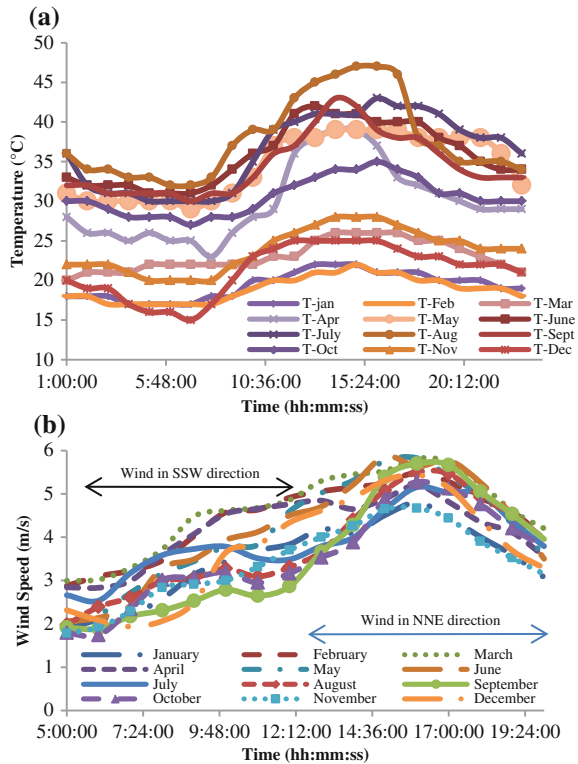 (a)
50
45
40
35
30
25
20
15
10
Temperature (°C)
T-jan T-Feb T-Mar
T-Apr T-May T-June
T-July T-Aug T-Sept
T-Oct T-Nov T-Dec
1:00:00 5:48:00 10:36:00 15:24:00 20:12:00
Time (hh:mm:ss)
(b)
6
5
4
3
2
1
0
Wind Speed (m/s)
Wind in SSW direction
Wind in NNE direction
January February March
April May June
July August September
October November December
5:00:00 7:24:00 9:48:00 12:12:00 14:36:00 17:00:00 19:24:00
Time (hh:mm:ss)